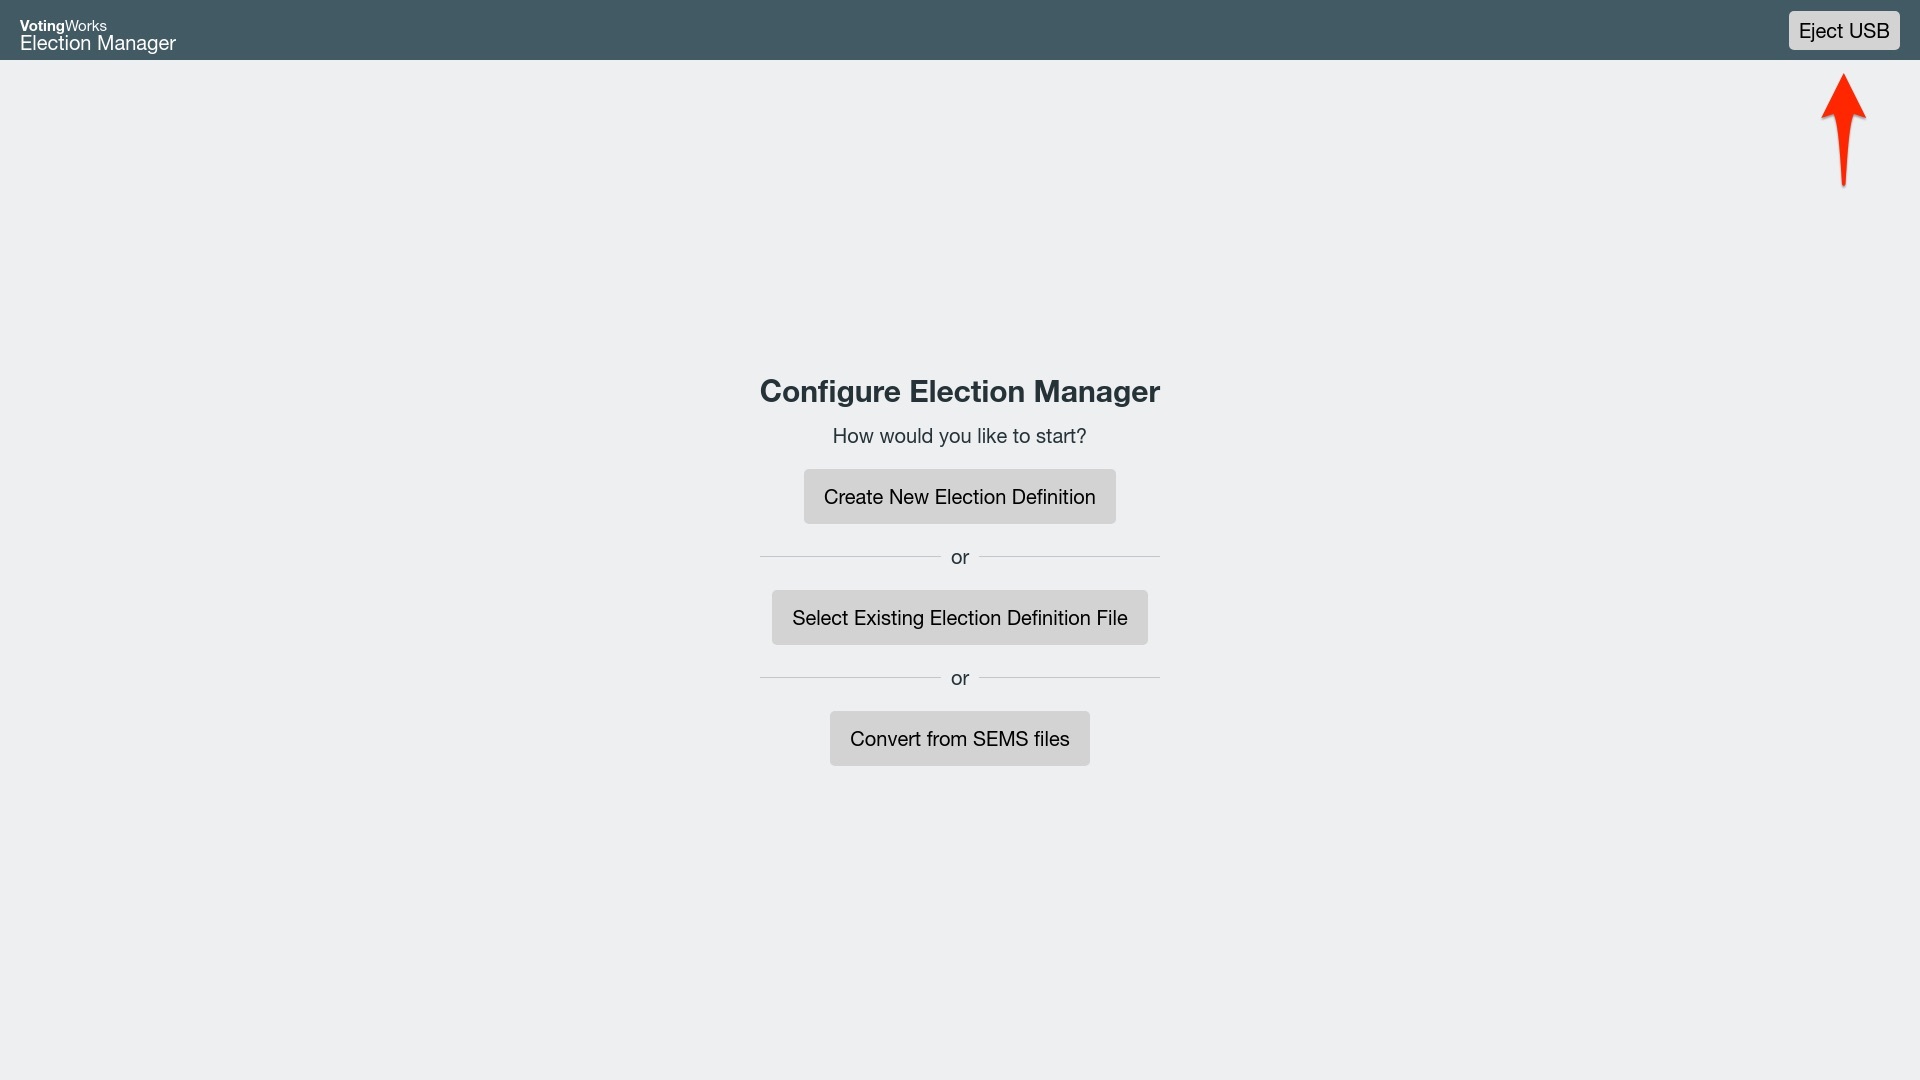 VotingWorks
Election Manager
Eject USB
Configure Election Manager
How would you like to start?
Create New Election Definition
or
Select Existing Election Definition File
or
Convert from SEMS files